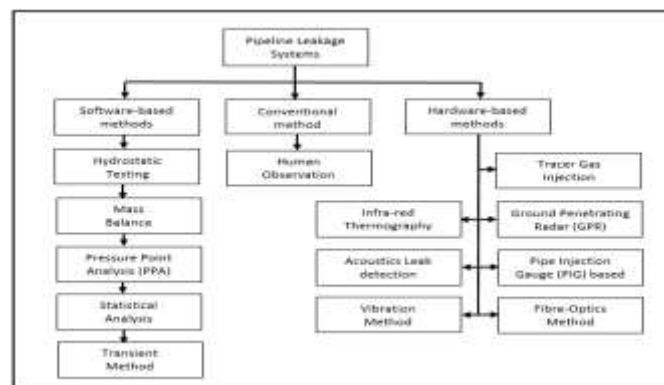 Pipeline Leakage
Systems
Software-based
methods
Conventional
method
Hardware-based
methods
Hydrostatic
Testing
Human
Observation
Tracer Gas
Injection
Mass
Balance
Infra-red
Thermography
Ground Penetrating
Radar (GPR)
Pressure Point
Analysis (PPA)
Acoustics Leak
detection
Pipe Injection
Gauge (PIG) based
Statistical
Analysis
Vibration
Method
Fibre-Optics
Method
Transient
Method